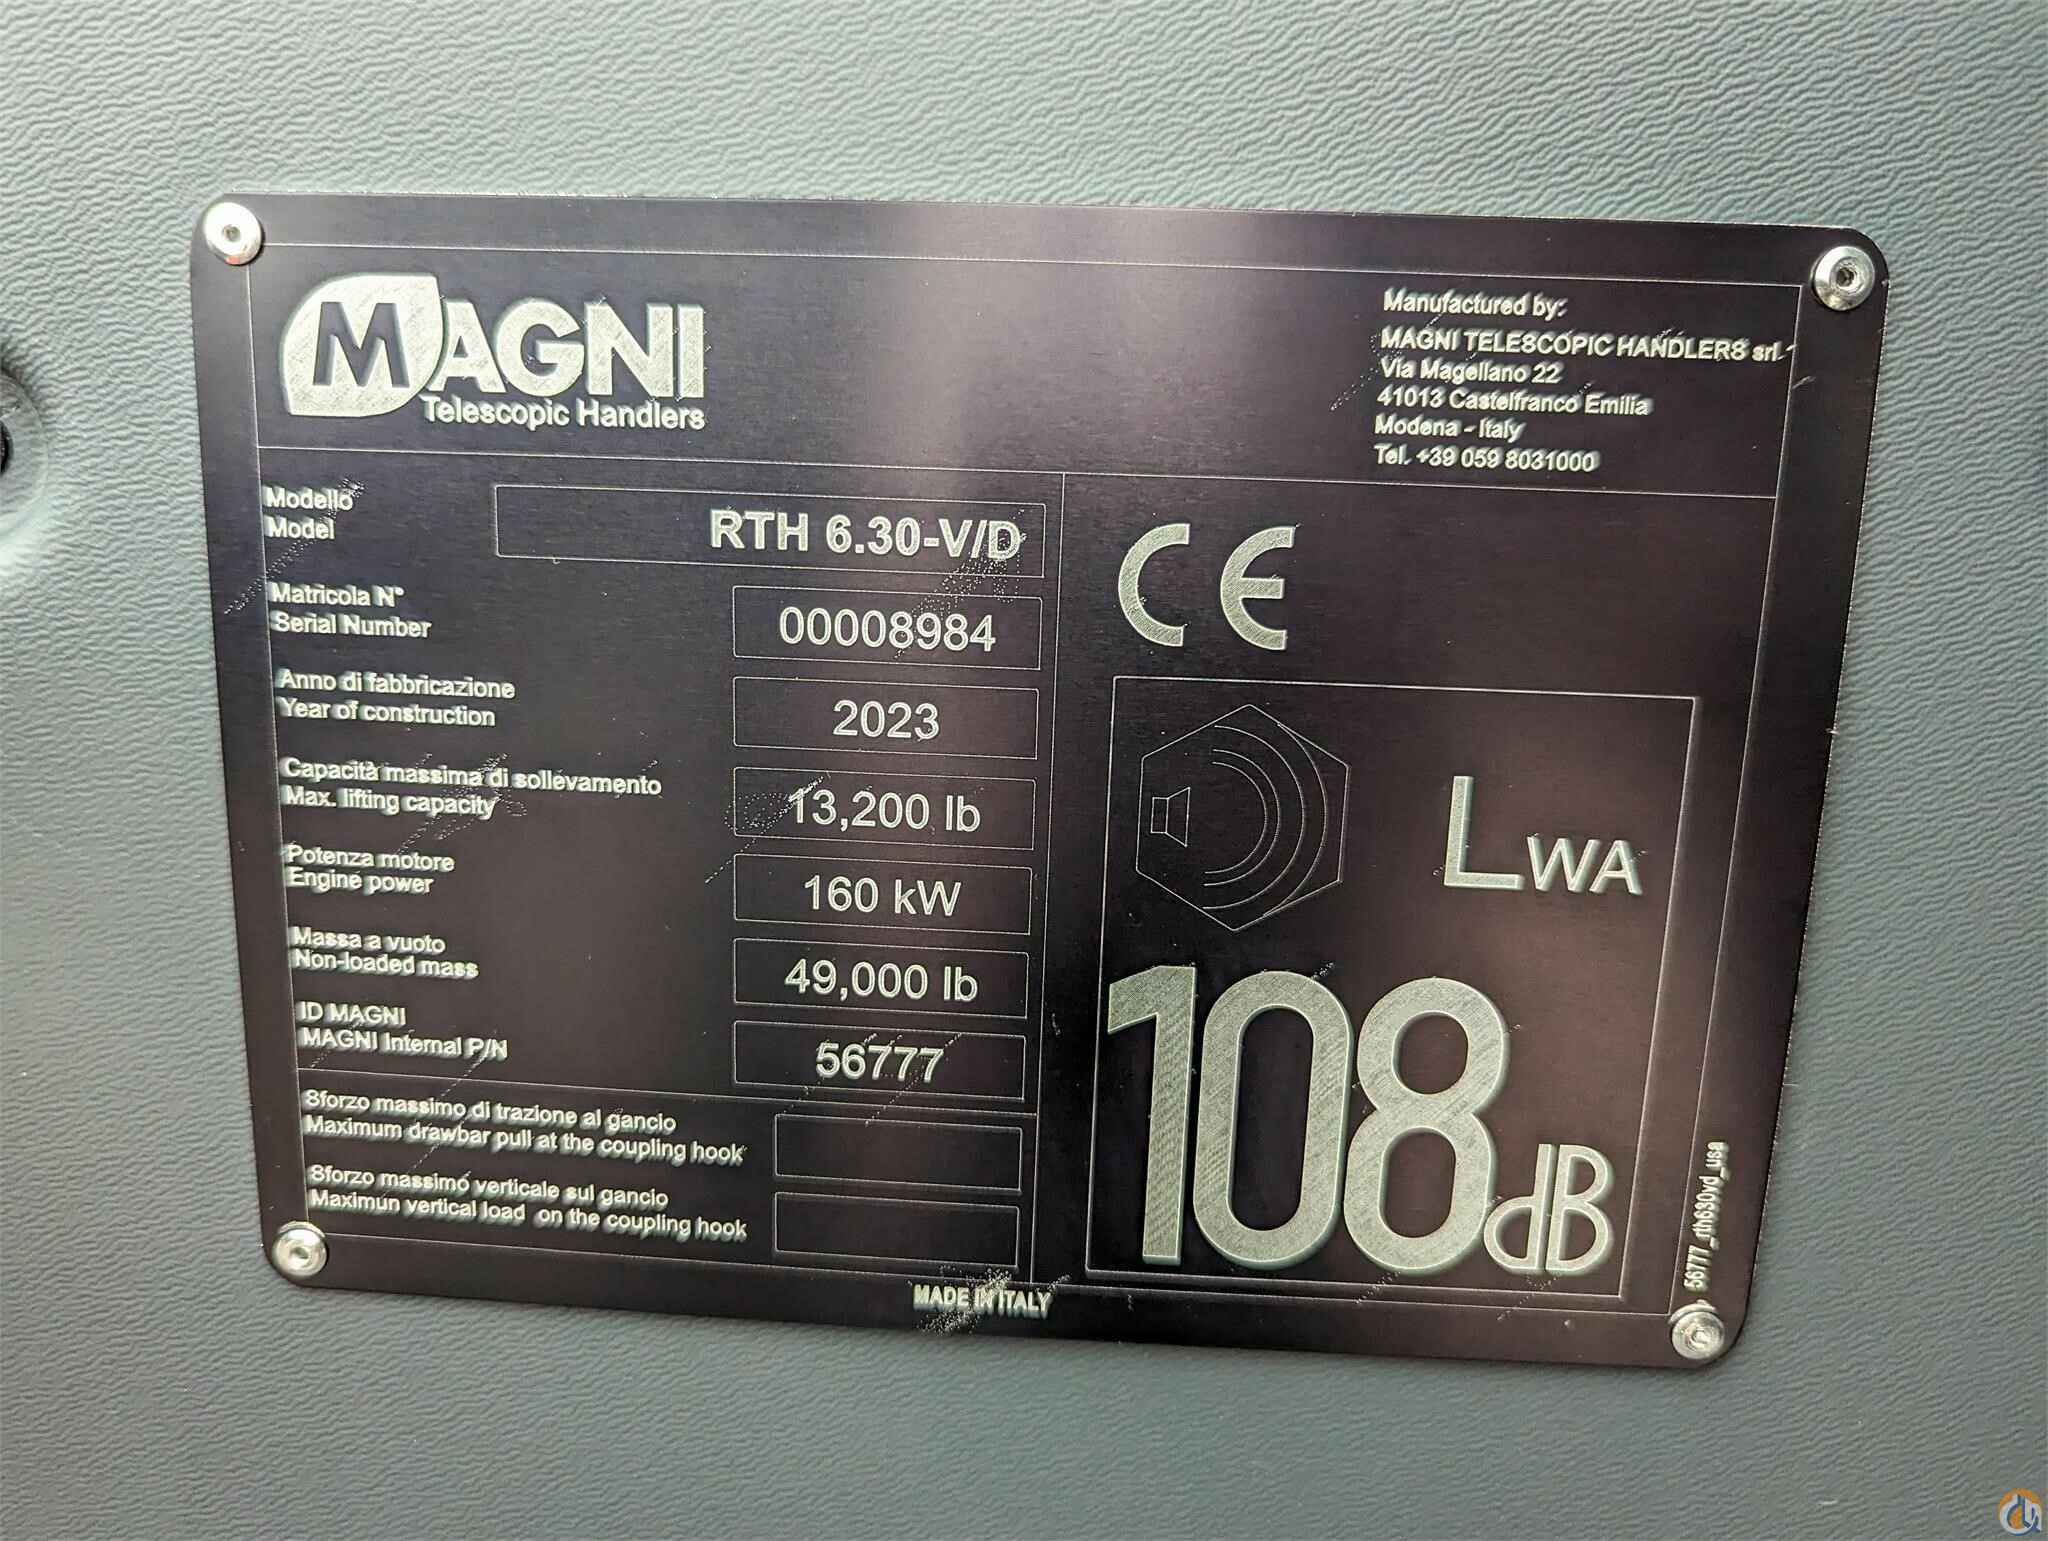 MAGNI
Telescopic Handlers
Manufactured by:
MAGNI TELESCOPIC HANDLERS srl
Via Magellano 22
41013 Castelfranco Emilia
Modena - Italy
Tel. +39 059 8031000
Modello
Model
RTH 6.30-V/D
Matricola N°
Serial Number
00008984
Anno di fabbricazione
Year of construction
2023
Capacità massima di sollevamento
Max. lifting capacity
13,200 lb
Potenza motore
Engine power
160 kW
Massa a vuoto
Non-loaded mass
49,000 lb
ID MAGNI
MAGNI Internal P/N
56777
Sforzo massimo di trazione al gancio
Maximum drawbar pull at the coupling hook
Sforzo massimo verticale sul gancio
Maximun vertical load on the coupling hook
CE
LWA
108dB
56777_rth630vd_usa
MADE IN ITALY